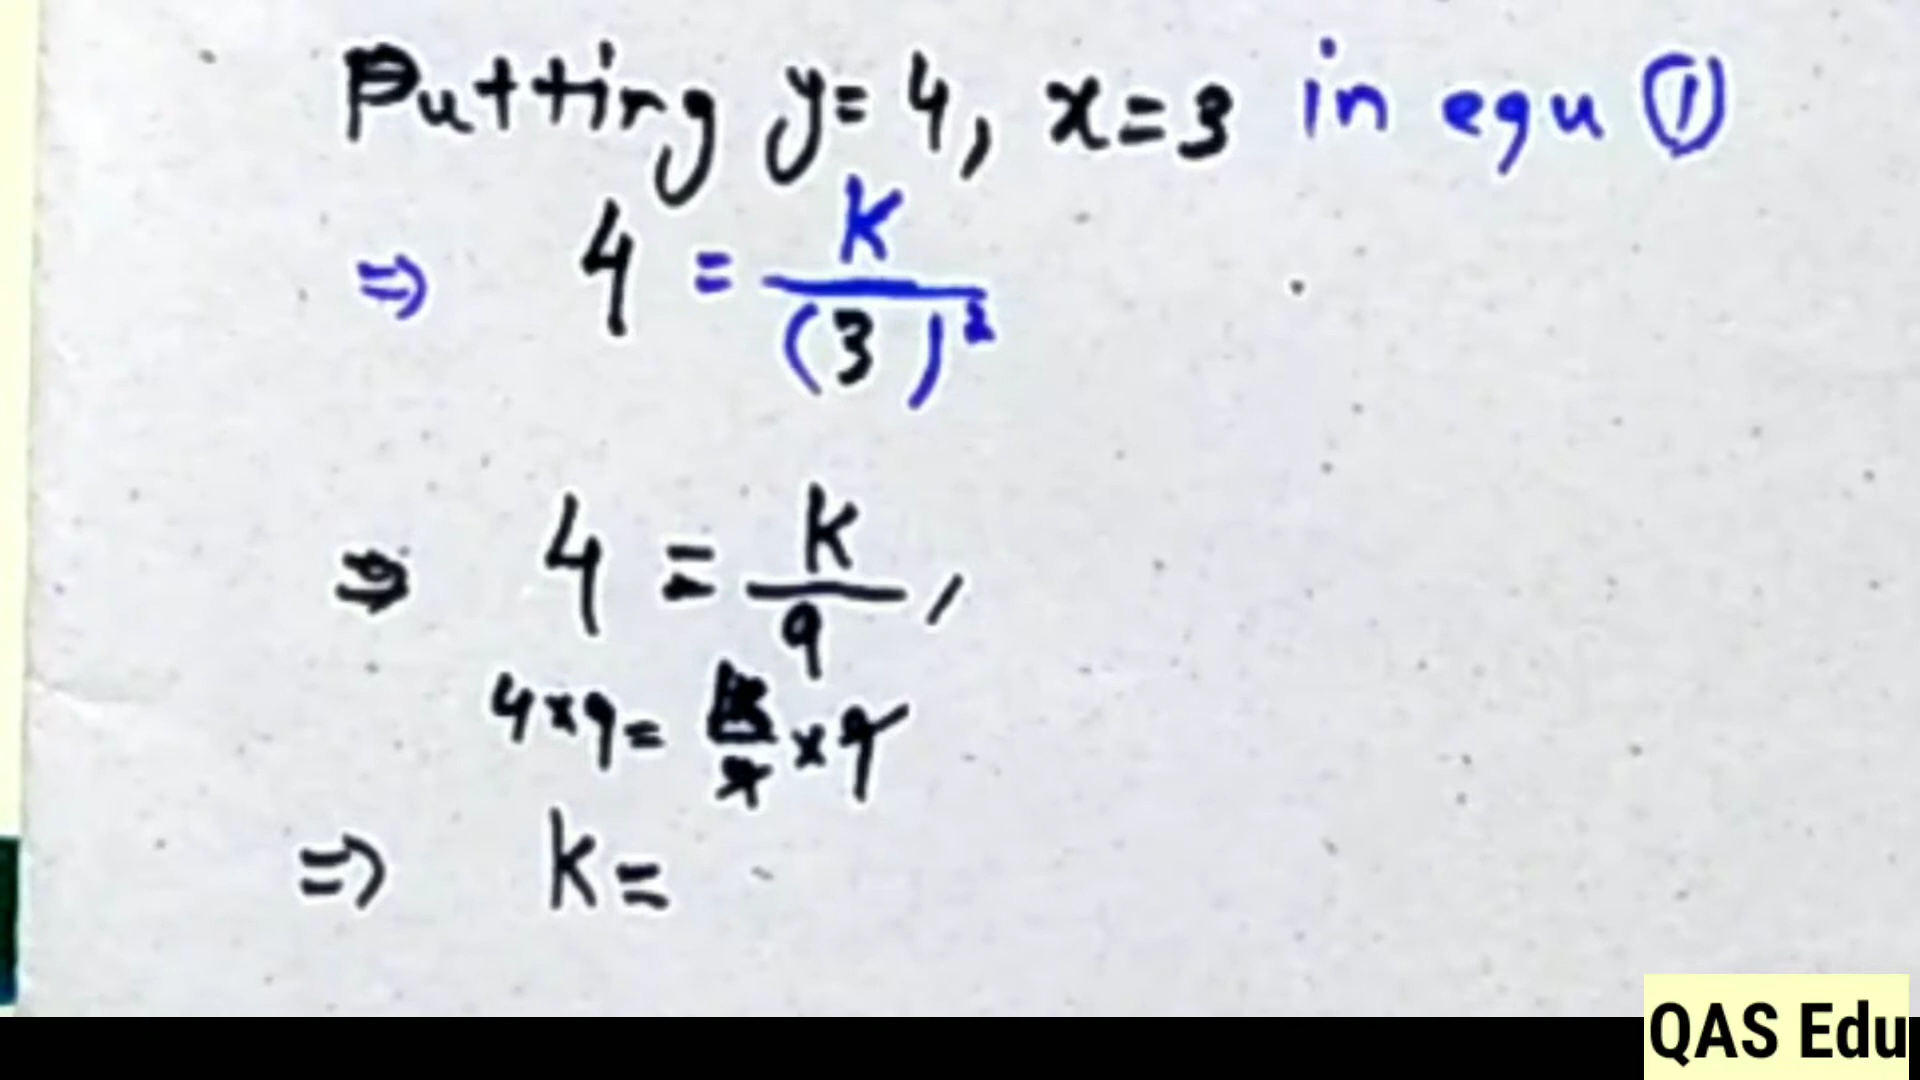 Putting y=4, x=3 in equ ①
⇒ 4 = K/(3)²
⇒ 4 = k/9,
4×9= k/9×9
⇒ k=
QAS Edu